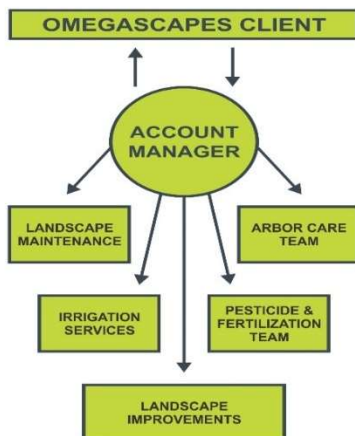 OMEGASCAPES CLIENT
ACCOUNT
MANAGER
LANDSCAPE
MAINTENANCE
ARBOR CARE
TEAM
IRRIGATION
SERVICES
PESTICIDE &
FERTILIZATION
TEAM
LANDSCAPE
IMPROVEMENTS